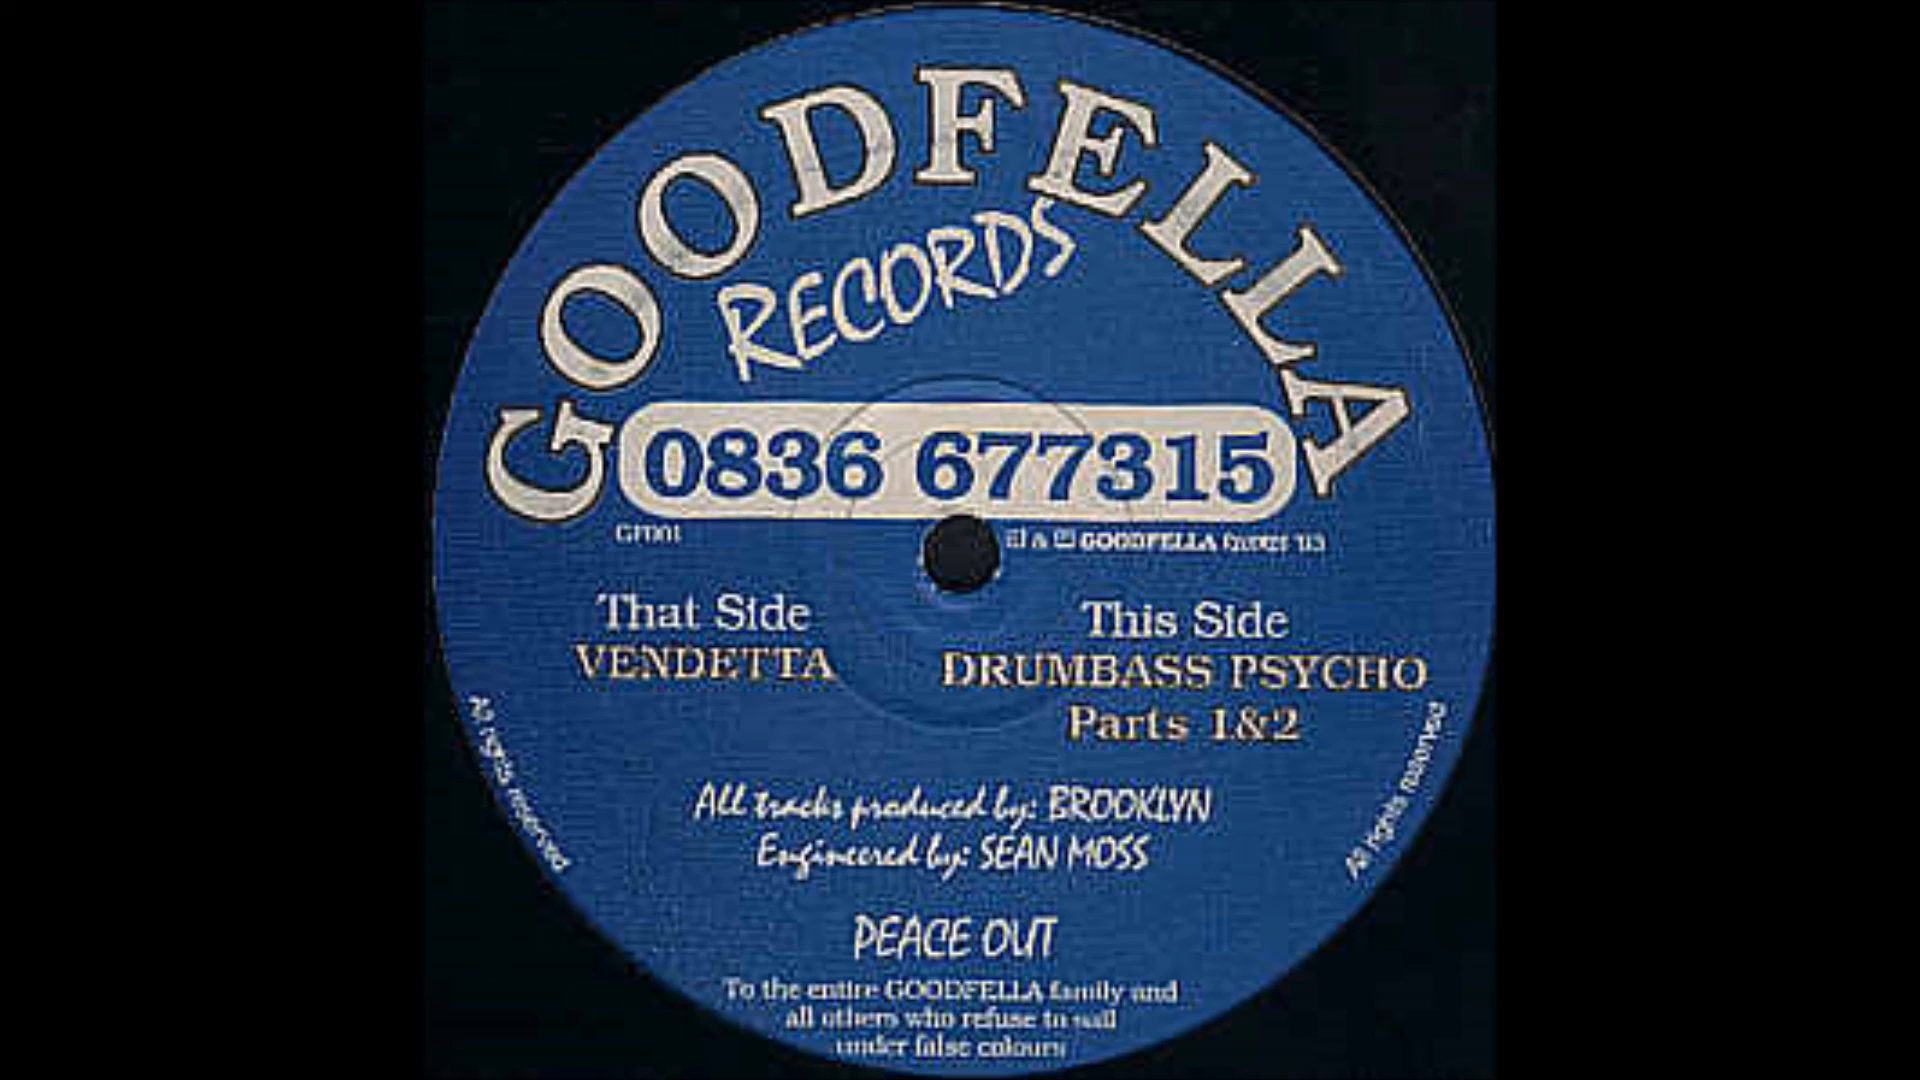 GOODFELLA
RECORDS
0836 677315
GF001
& GOODFELLA
That Side
VENDETTA
This Side
DRUMBASS PSYCHO
Parts 1&2
All rights reserved
All rights reserved
All tracks produced by: BROOKLYN
Engineered by: SEAN MOSS
PEACE OUT
To the entire GOODFELLA family and
all others who refuse to sail
under false colours